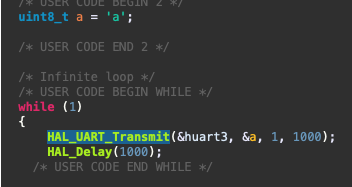 /* USER CODE BEGIN 2 */
uint8_t a = 'a';
/* USER CODE END 2 */
/* Infinite loop */
/* USER CODE BEGIN WHILE */
while (1)
{
HAL_UART_Transmit(&huart3, &a, 1, 1000);
HAL_Delay(1000);
/* USER CODE END WHILE */